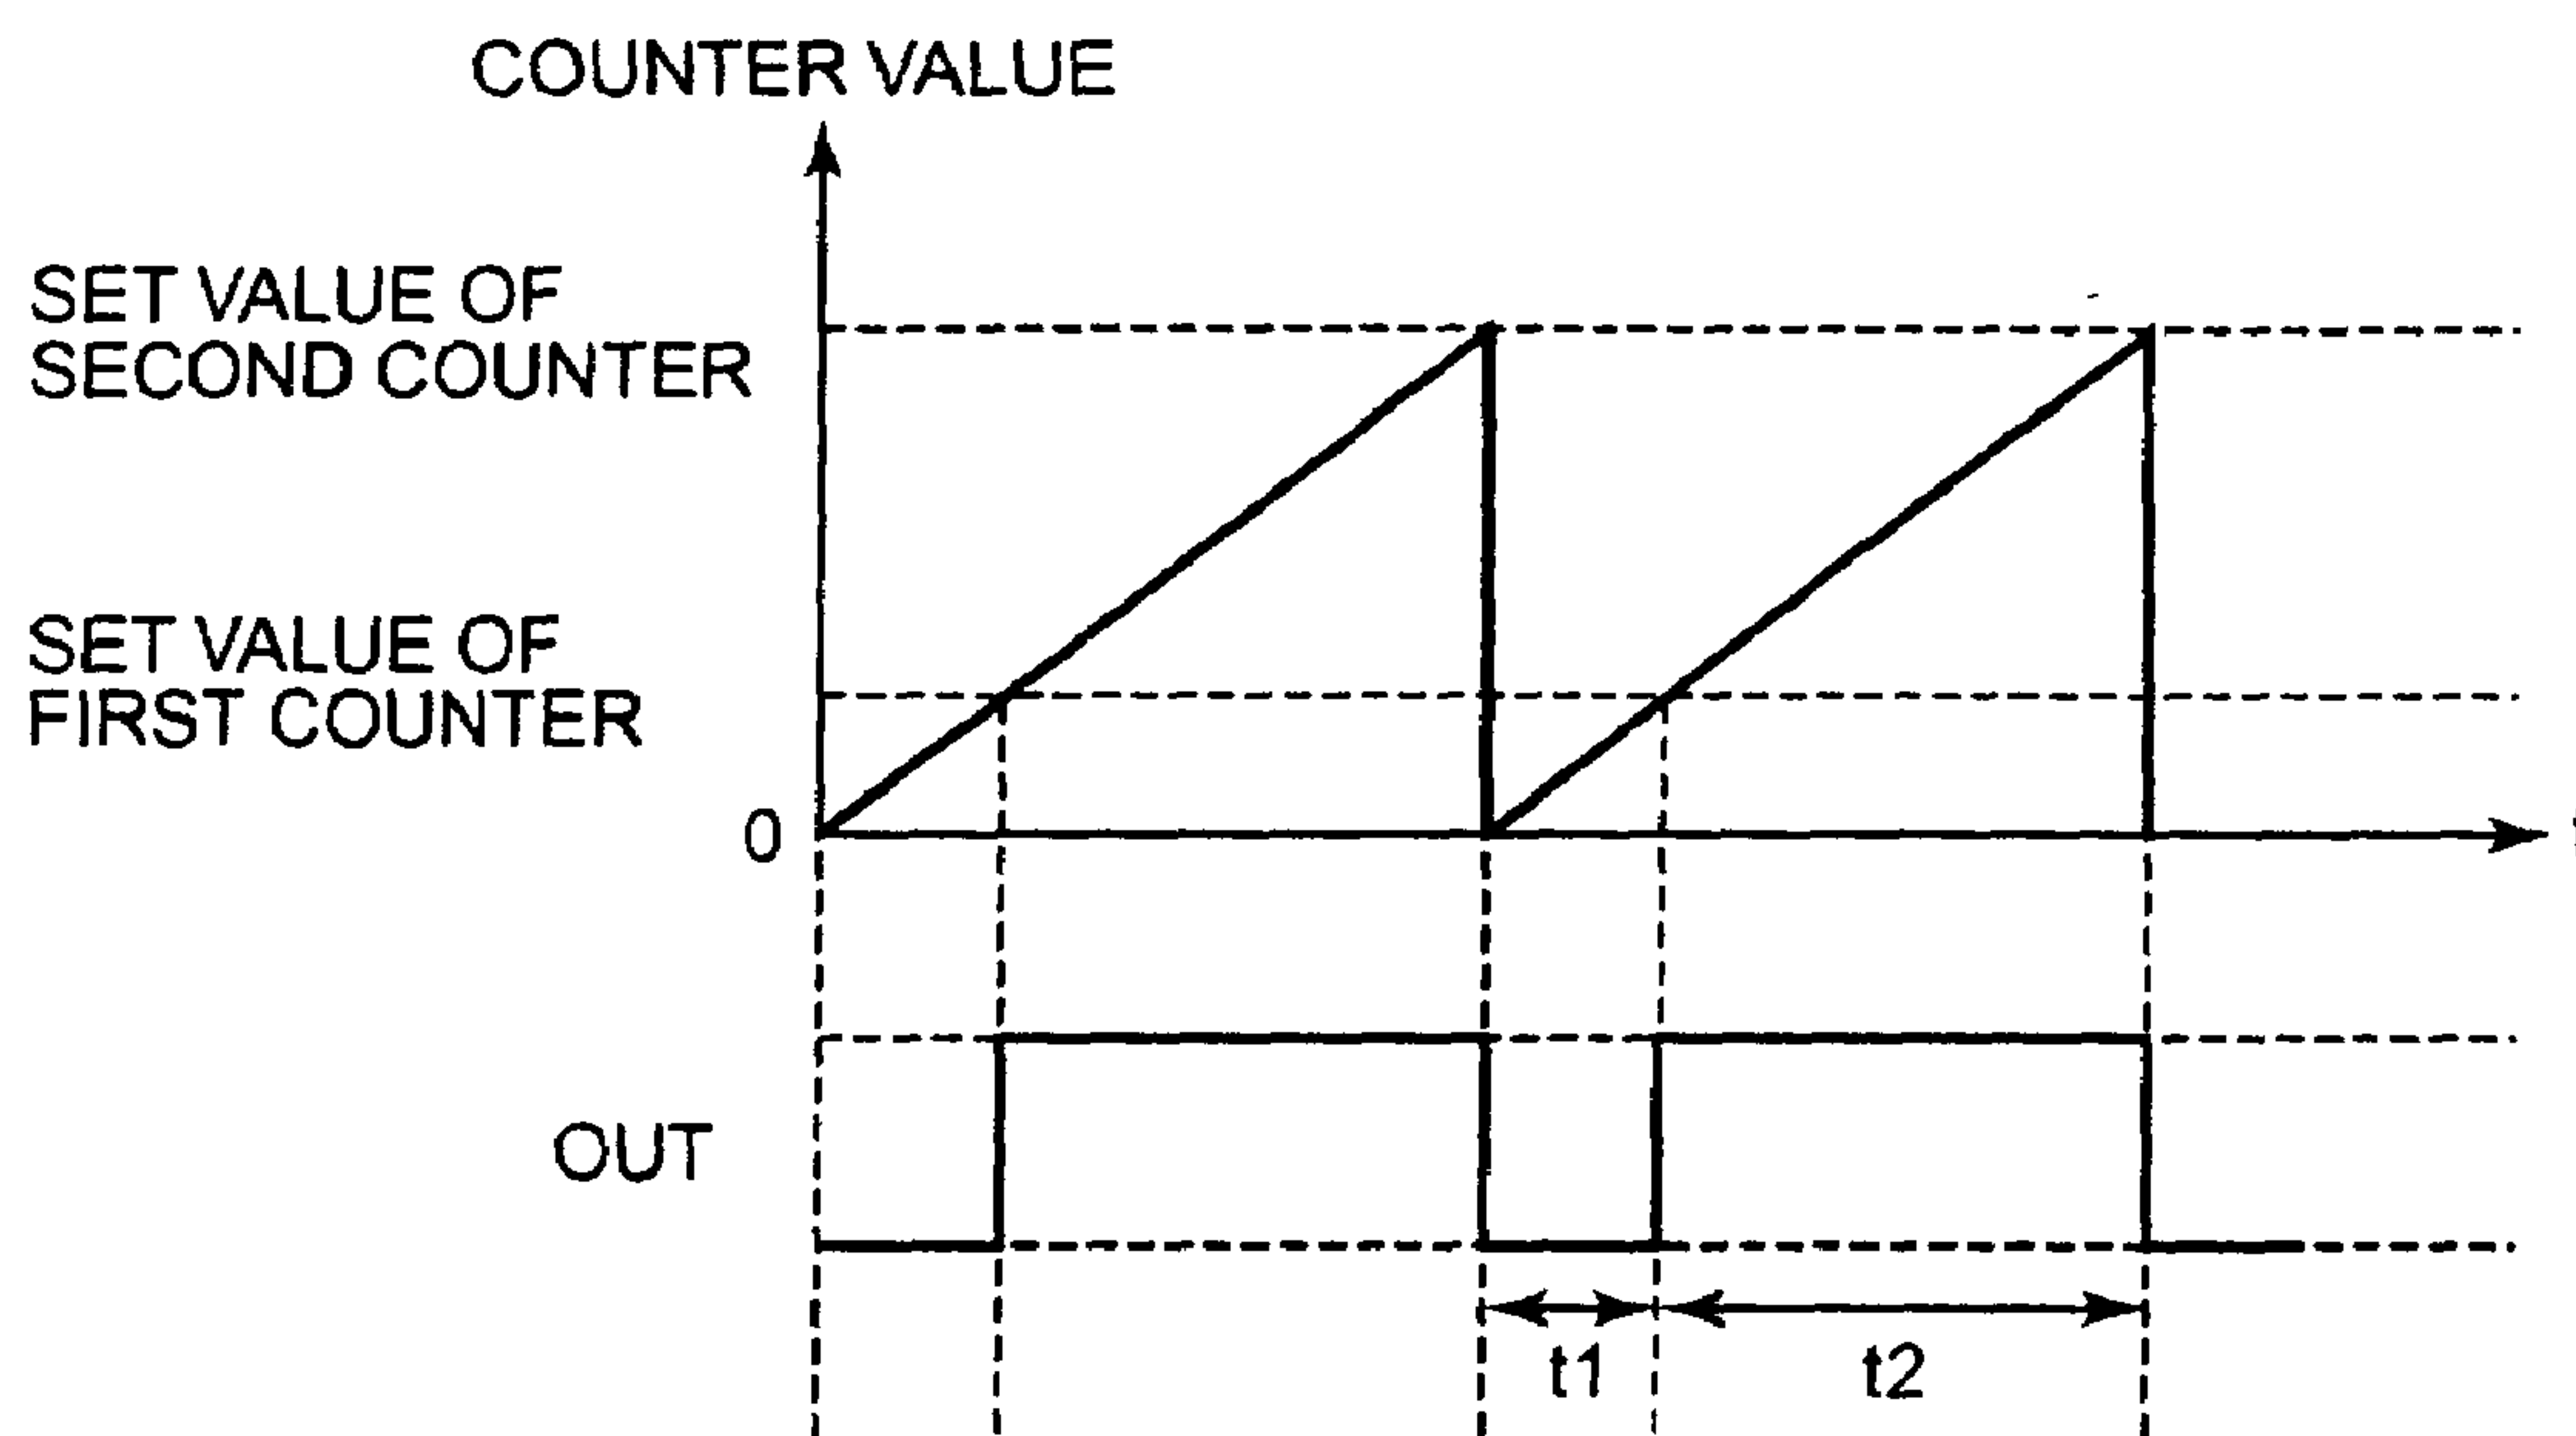 COUNTER VALUE
SET VALUE OF
SECOND COUNTER
SET VALUE OF
FIRST COUNTER
0
OUT
t1
t2